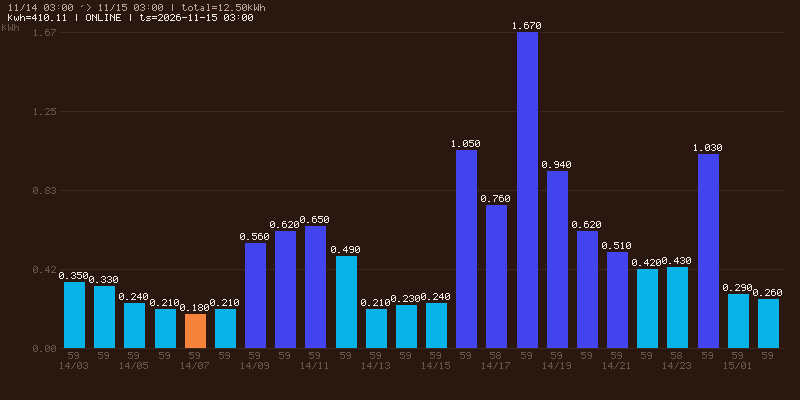 11/14 03:00 -> 11/15 03:00 | total=12.50KWh
Kwh=410.11 | ONLINE | ts=2026-11-15 03:00
KWh
1.67
1.25
0.83
0.42
0.00
0.350 0.330 0.240 0.210 0.180 0.210 0.560 0.620 0.650 0.490 0.210 0.230 0.240 1.050 0.760 1.670 0.940 0.620 0.510 0.420 0.430 1.030 0.290 0.260
59 59 59 59 59 59 59 59 59 59 59 59 59 59 58 59 59 59 59 59 58 59 59 59
14/03 14/05 14/07 14/09 14/11 14/13 14/15 14/17 14/19 14/21 14/23 15/01